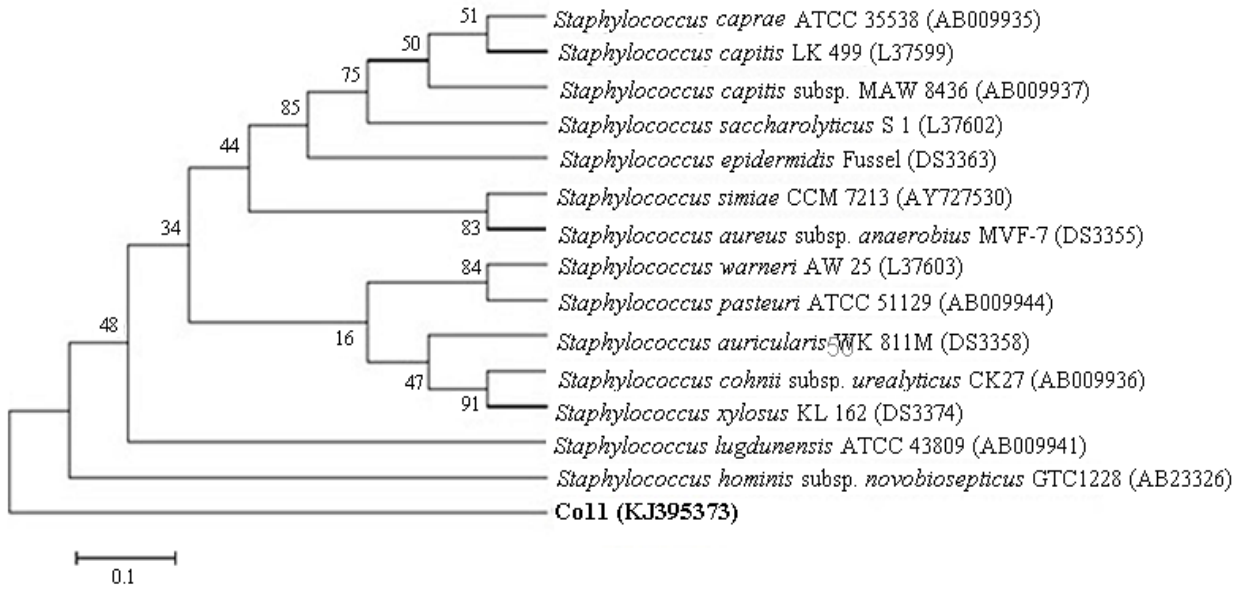 51 Staphylococcus caprae ATCC 35538 (AB009935)
50 Staphylococcus capitis LK 499 (L37599)
75 Staphylococcus capitis subsp. MAW 8436 (AB009937)
85 Staphylococcus saccharolyticus S 1 (L37602)
44 Staphylococcus epidermidis Fussel (DS3363)
Staphylococcus simiae CCM 7213 (AY727530)
34 83 Staphylococcus aureus subsp. anaerobius MVF-7 (DS3355)
84 Staphylococcus warneri AW 25 (L37603)
Staphylococcus pasteuri ATCC 51129 (AB009944)
48 16 Staphylococcus auricularis WK 811M (DS3358)
50
47 Staphylococcus cohnii subsp. urealyticus CK27 (AB009936)
91 Staphylococcus xylosus KL 162 (DS3374)
Staphylococcus lugdunensis ATCC 43809 (AB009941)
Staphylococcus hominis subsp. novobiosepticus GTC1228 (AB23326)
Co11 (KJ395373)
0.1